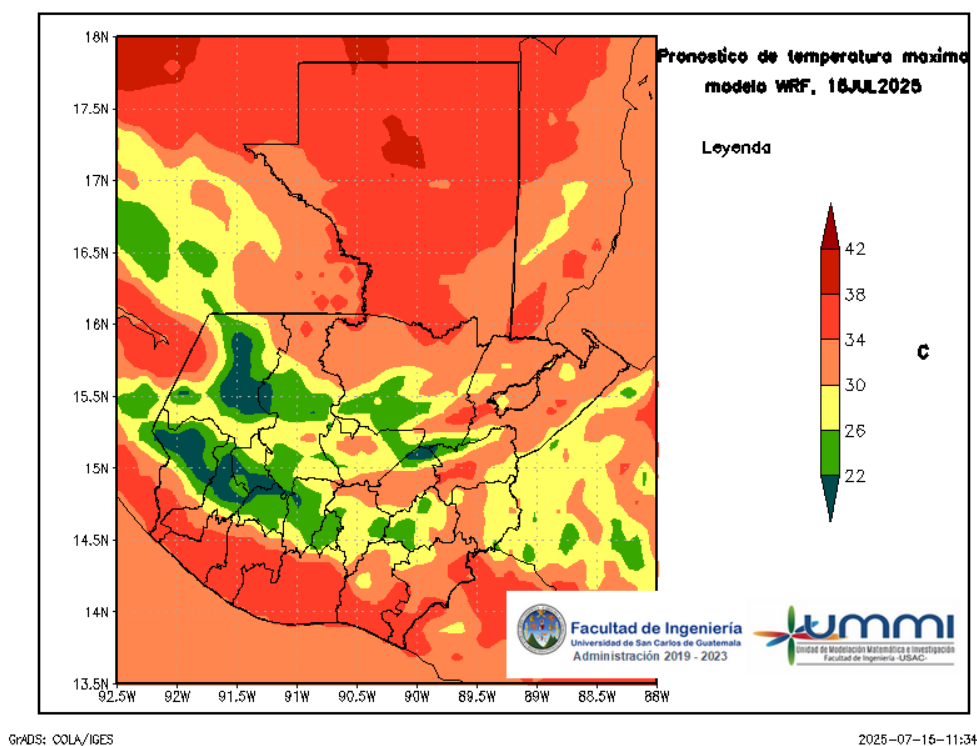 Pronostico de temperatura maxima
modelo WRF, 16JUL2025
Leyenda
18N
17.5N
17N
16.5N
16N
15.5N
15N
14.5N
14N
13.5N
92.5W
92W
91.5W
91W
90.5W
90W
89.5W
89W
88.5W
88W
42
38
34
30
26
22
C
Facultad de Ingeniería
Universidad de San Carlos de Guatemala
Administración 2019 - 2023
ummi
Unidad de Modelación Matemática e Investigación
Facultad de Ingeniería -USAC-
GrADS: COLA/IGES
2025-07-15-11:34